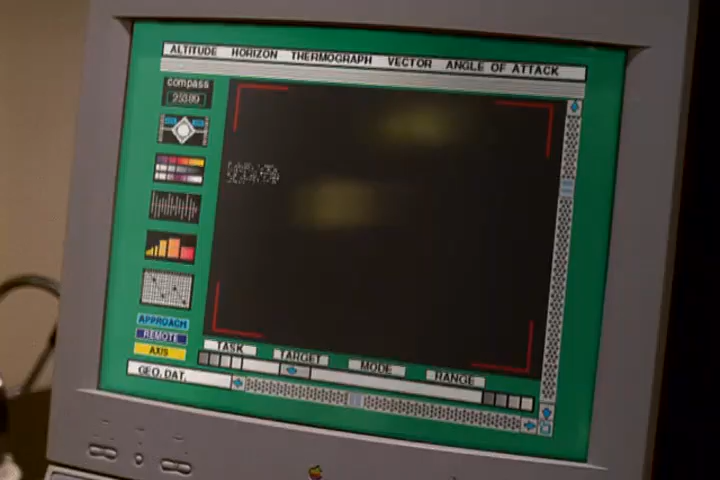 ALTITUDE HORIZON THERMOGRAPH VECTOR ANGLE OF ATTACK
compass
APPROACH
REMOTE
AXIS
TASK TARGET MODE RANGE
GEO. DAT.